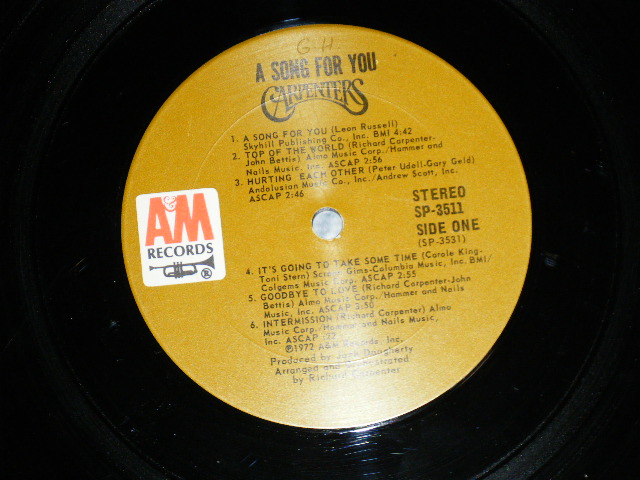 G H
A SONG FOR YOU
CARPENTERS
1. A SONG FOR YOU (Leon Russell)
Skyhill Publishing Co., Inc. BMI 4:42
2. TOP OF THE WORLD (Richard Carpenter-
John Bettis) Almo Music Corp./Hammer and
Nails Music, Inc. ASCAP 2:56
3. HURTING EACH OTHER (Peter Udell-Gary Geld)
Andalusian Music Co., Inc./Andrew Scott, Inc.
ASCAP 2:46
STEREO
SP-3511
SIDE ONE
(SP-3531)
A&M
RECORDS
®
4. IT'S GOING TO TAKE SOME TIME (Carole King-
Toni Stern) Screen Gims-Columbia Music, Inc. BMI/
Colgems Music Corp. ASCAP 2:55
5. GOODBYE TO LOVE (Richard Carpenter-John
Bettis) Almo Music Corp./Hammer and Nails
Music, Inc. ASCAP 3:50
6. INTERMISSION (Richard Carpenter) Almo
Music Corp./Hammer and Nails Music,
Inc. ASCAP :22
℗1972 A&M Records, Inc.
Produced by Jack Daugherty
Arranged and Orchestrated
by Richard Carpenter